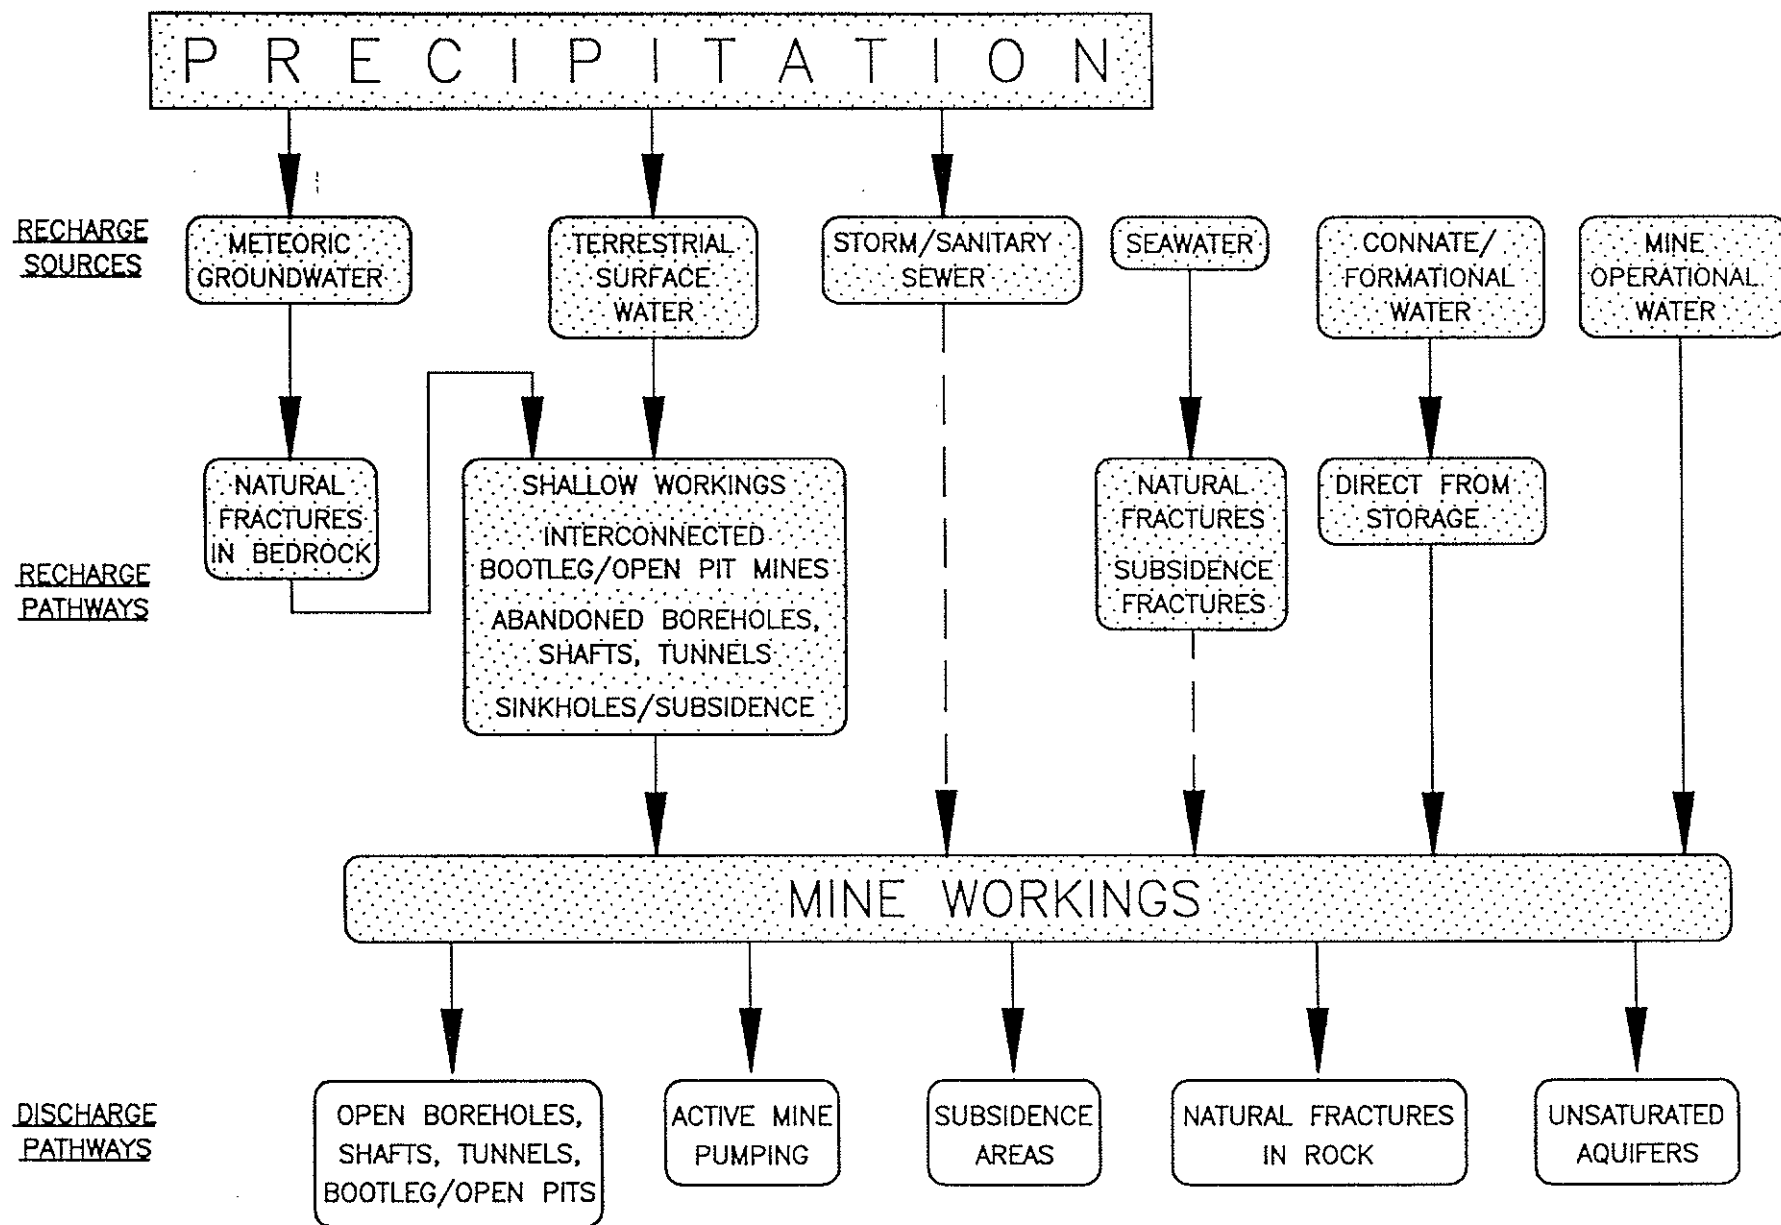 PRECIPITATION
RECHARGE
SOURCES
METEORIC
GROUNDWATER
TERRESTRIAL
SURFACE
WATER
STORM/SANITARY
SEWER
SEAWATER
CONNATE/
FORMATIONAL
WATER
MINE
OPERATIONAL
WATER
RECHARGE
PATHWAYS
NATURAL
FRACTURES
IN BEDROCK
SHALLOW WORKINGS
INTERCONNECTED
BOOTLEG/OPEN PIT MINES
ABANDONED BOREHOLES,
SHAFTS, TUNNELS
SINKHOLES/SUBSIDENCE
NATURAL
FRACTURES
SUBSIDENCE
FRACTURES
DIRECT FROM
STORAGE
MINE WORKINGS
DISCHARGE
PATHWAYS
OPEN BOREHOLES,
SHAFTS, TUNNELS,
BOOTLEG/OPEN PITS
ACTIVE MINE
PUMPING
SUBSIDENCE
AREAS
NATURAL FRACTURES
IN ROCK
UNSATURATED
AQUIFERS